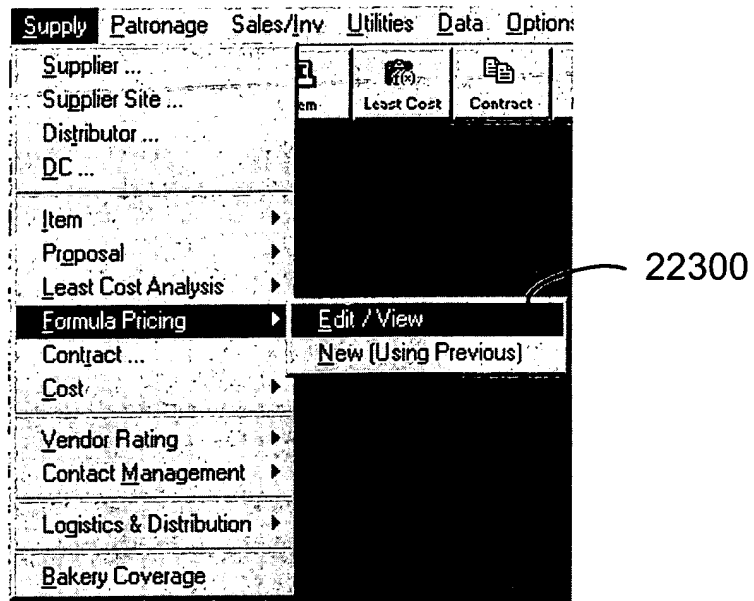 Supply Patronage Sales/Inv Utilities Data
Supplier ...
Supplier Site ...
Least Cost Contract
Distributor ...
DC ...
Item
Proposal
Least Cost Analysis
22300
Formula Pricing Edit / View
Contract ... New (Using Previous)
Cost
Vendor Rating
Contact Management
Logistics & Distribution
Bakery Coverage